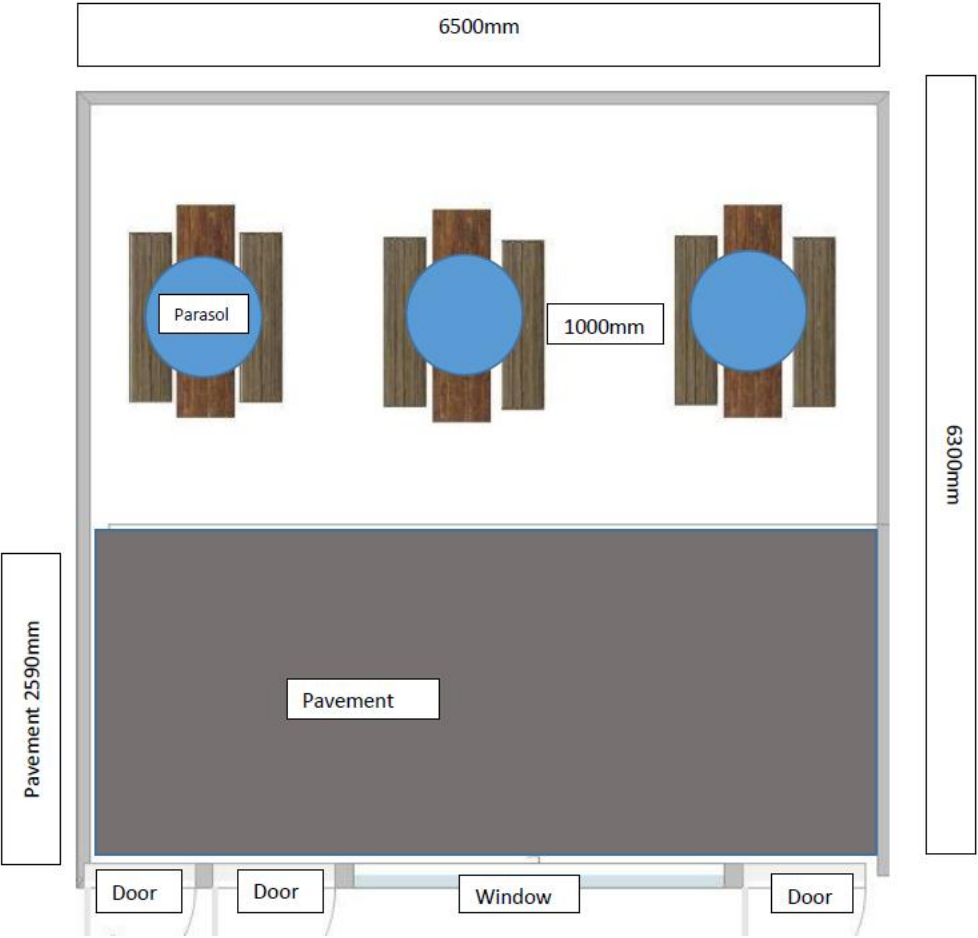 6500mm
Parasol
1000mm
6300mm
Pavement 2590mm
Pavement
Door
Door
Window
Door